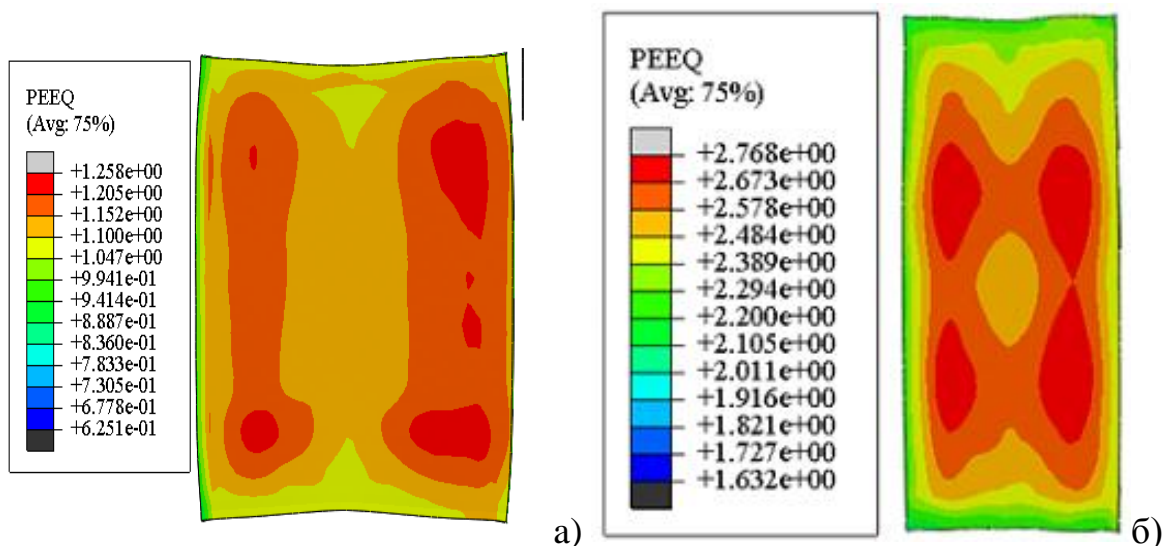 PEEQ
(Avg: 75%)
+1.258e+00
+1.205e+00
+1.152e+00
+1.100e+00
+1.047e+00
+9.941e-01
+9.414e-01
+8.887e-01
+8.360e-01
+7.833e-01
+7.305e-01
+6.778e-01
+6.251e-01
а)
PEEQ
(Avg: 75%)
+2.768e+00
+2.673e+00
+2.578e+00
+2.484e+00
+2.389e+00
+2.294e+00
+2.200e+00
+2.105e+00
+2.011e+00
+1.916e+00
+1.821e+00
+1.727e+00
+1.632e+00
б)